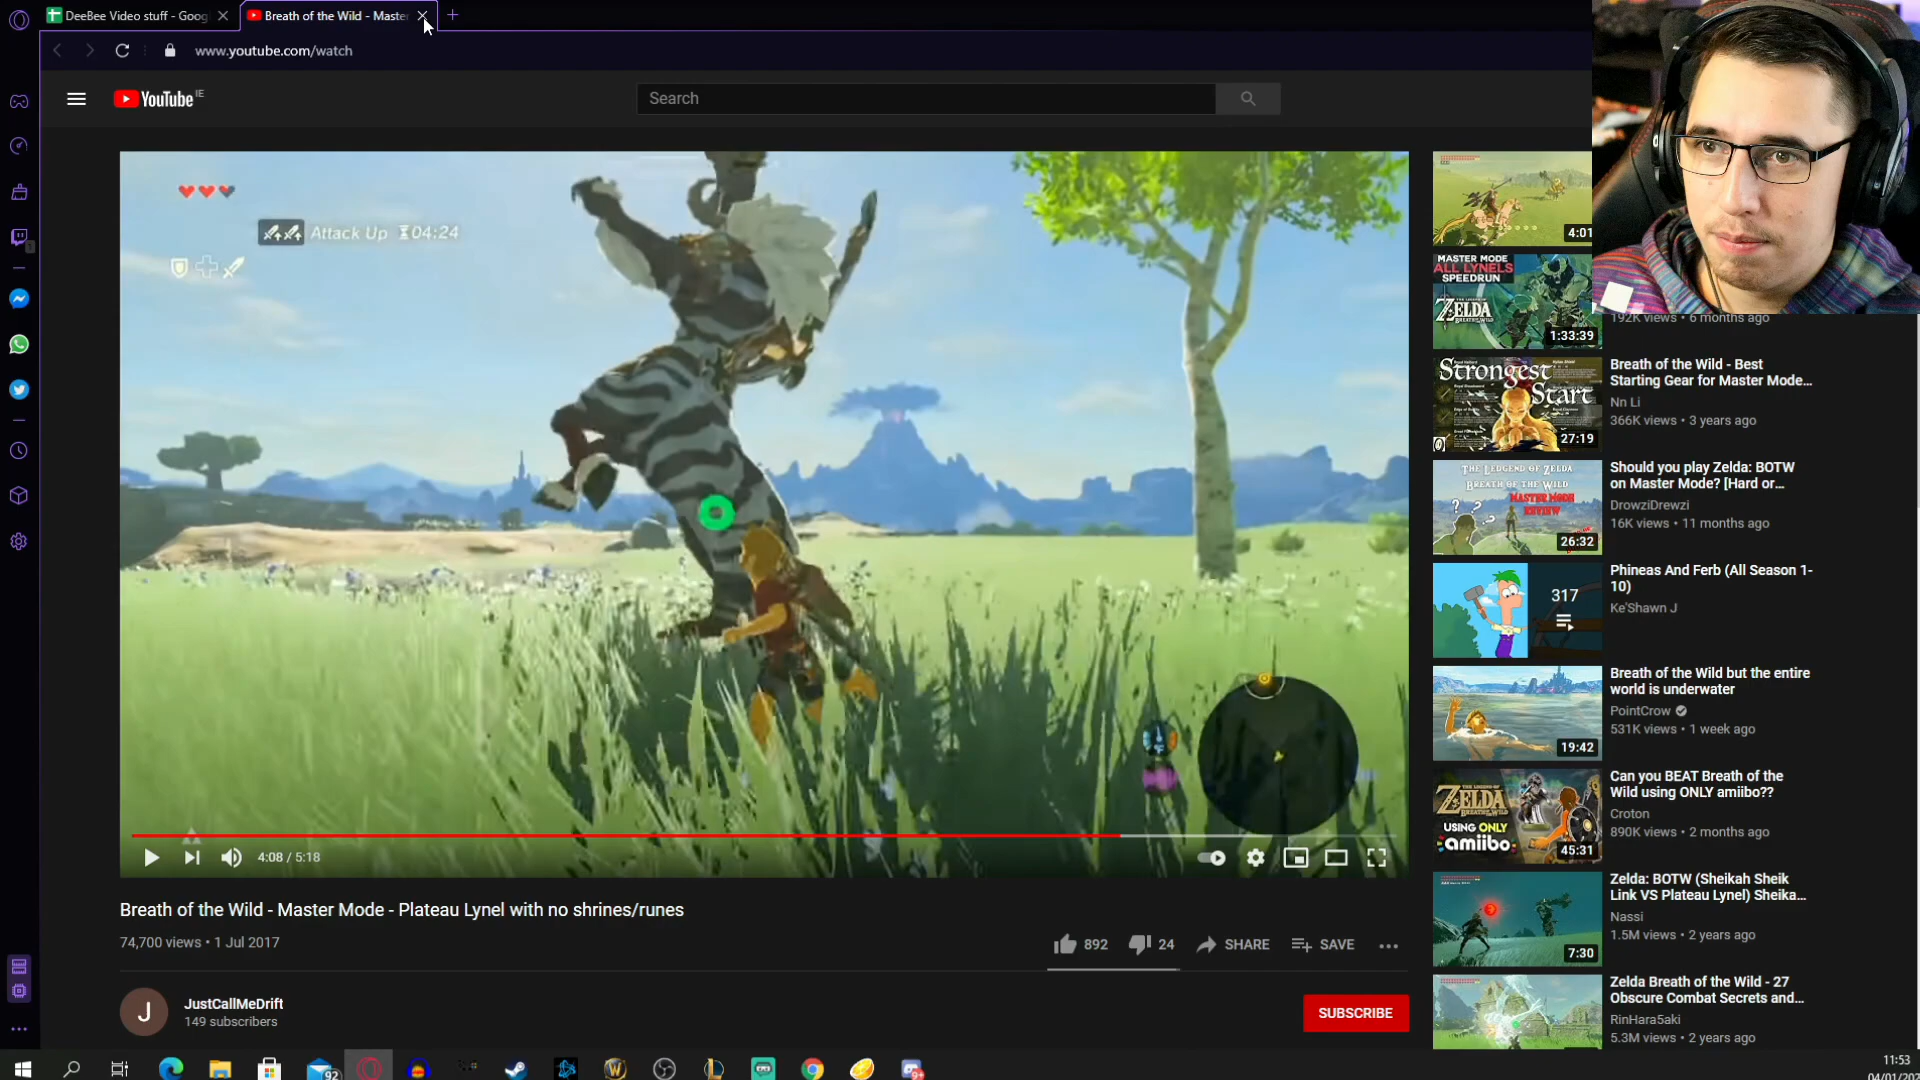 DeeBee Video stuff - Goog
Breath of the Wild - Master
www.youtube.com/watch
YouTube IE
Search
Attack Up 04:24
4:08 / 5:18
Breath of the Wild - Master Mode - Plateau Lynel with no shrines/runes
74,700 views • 1 Jul 2017
892
24
SHARE
SAVE
J
JustCallMeDrift
149 subscribers
SUBSCRIBE
4:01
MASTER MODE
ALL LYNELS
SPEEDRUN
ZELDA
1:33:39
192K views • 6 months ago
Strongest
Start
27:19
Breath of the Wild - Best
Starting Gear for Master Mode...
Nn Li
366K views • 3 years ago
THE LEDGEND OF ZELDA
BREATH OF THE WILD
MASTER MODE
REVIEW
26:32
Should you play Zelda: BOTW
on Master Mode? [Hard or...
DrowziDrewzi
16K views • 11 months ago
317
Phineas And Ferb (All Season 1-
10)
Ke'Shawn J
19:42
Breath of the Wild but the entire
world is underwater
PointCrow
531K views • 1 week ago
ZELDA
USING ONLY
amiibo
45:31
Can you BEAT Breath of the
Wild using ONLY amiibo??
Croton
890K views • 2 months ago
7:30
Zelda: BOTW (Sheikah Sheik
Link VS Plateau Lynel) Sheika...
Nassi
1.5M views • 2 years ago
Zelda Breath of the Wild - 27
Obscure Combat Secrets and...
RinHara5aki
5.3M views • 2 years ago
92
9+
11:53
04/01/202